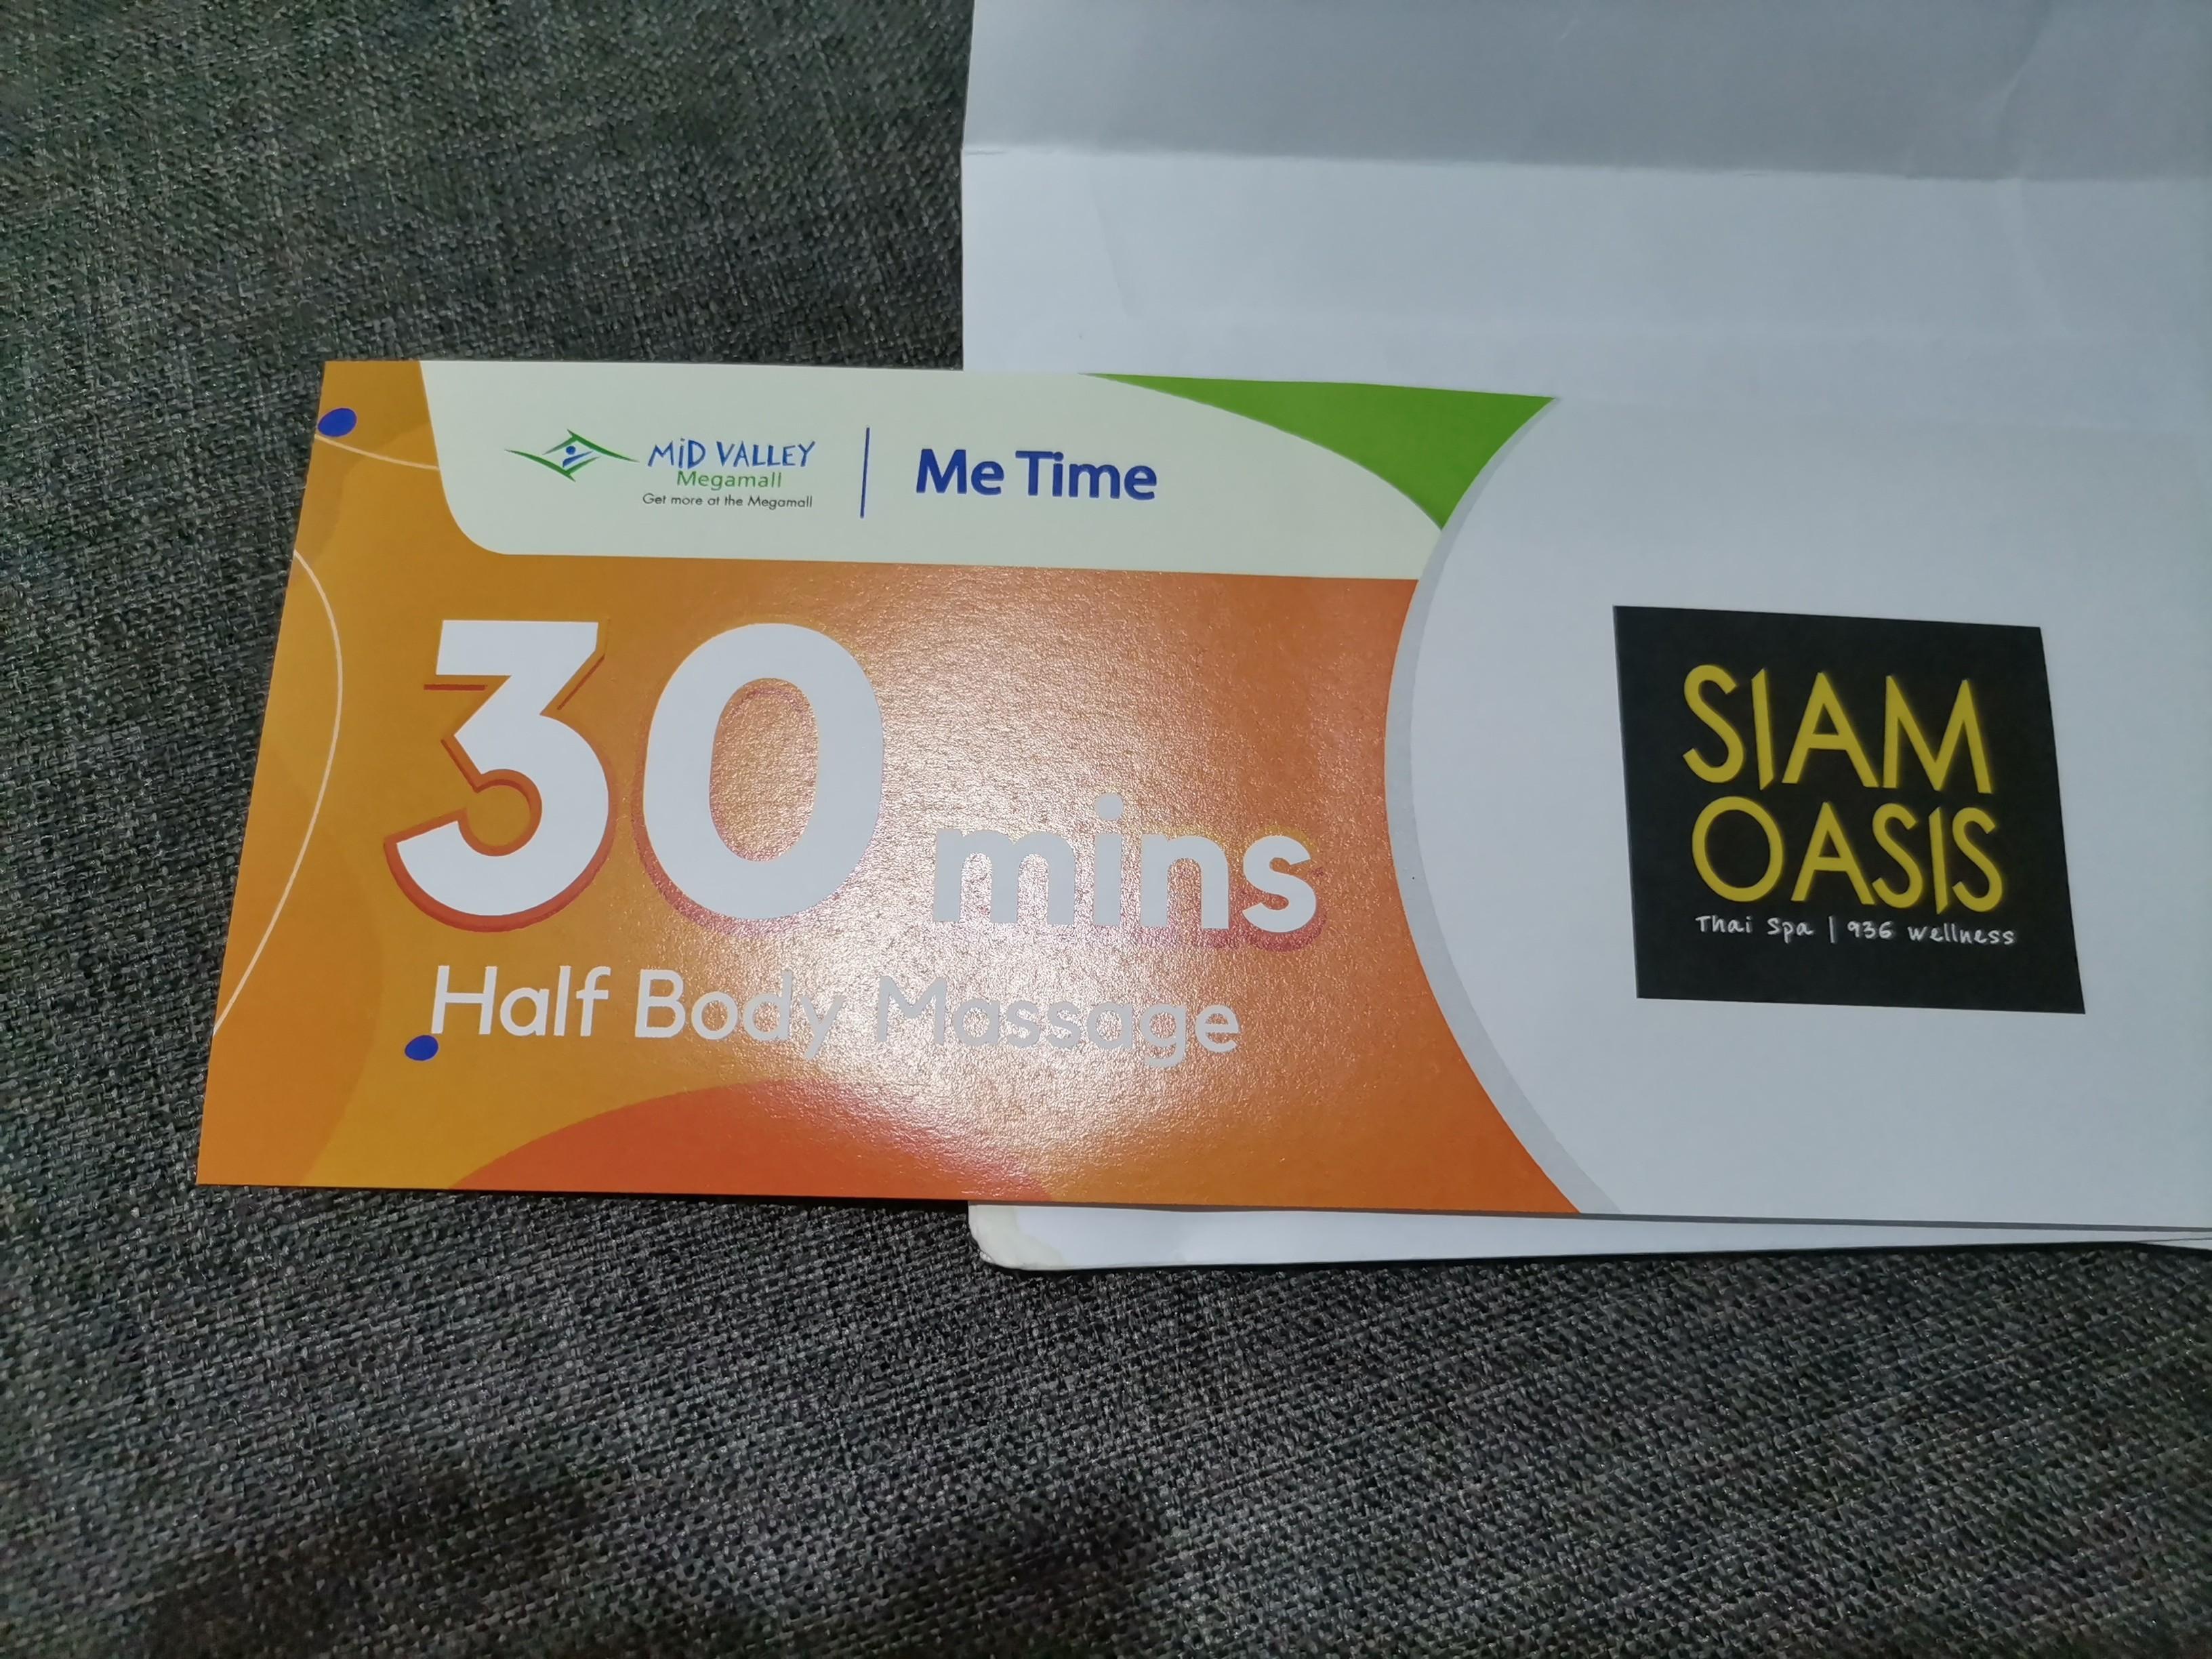 MiD VALLEY
Megamall
Get more at the Megamall
Me Time
30 mins
Half Body Massage
SIAM
OASIS
Thai Spa | 936 wellness